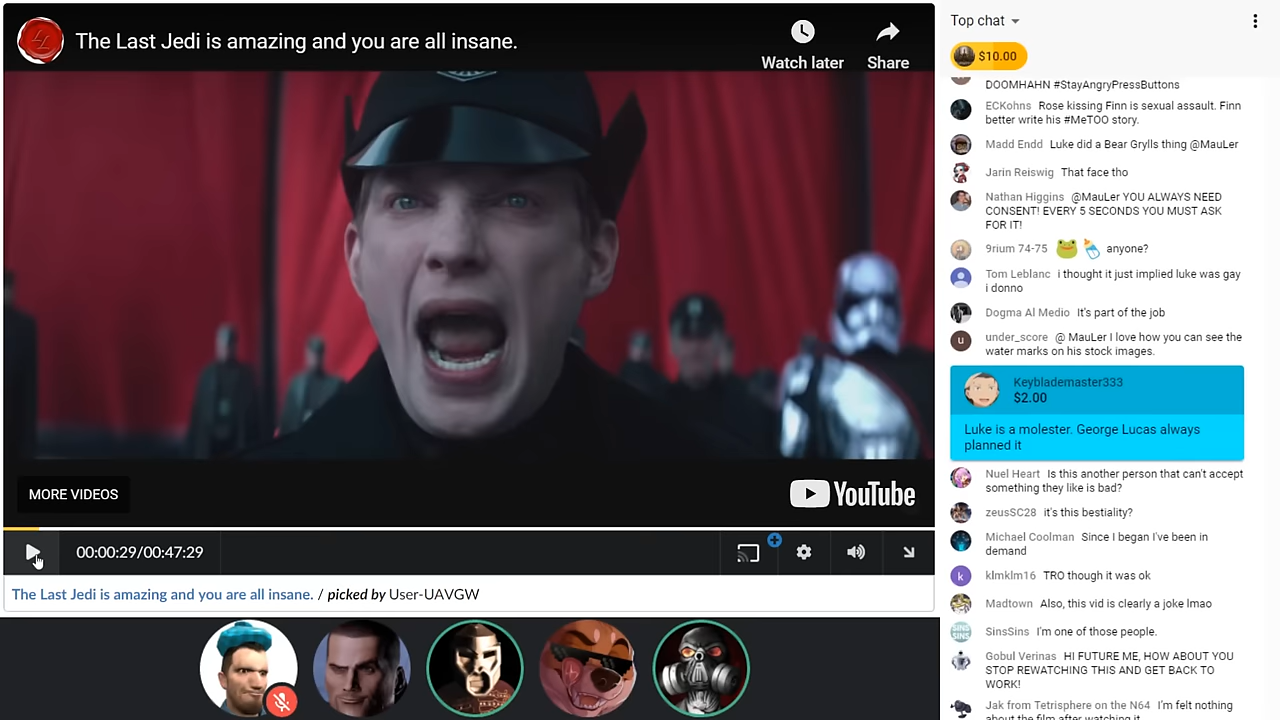 The Last Jedi is amazing and you are all insane.
Watch later
Share
MORE VIDEOS
YouTube
00:00:29/00:47:29
The Last Jedi is amazing and you are all insane. / picked by User-UAVGW
Top chat
$10.00
DOOMHAHN #StayAngryPressButtons
ECKohns Rose kissing Finn is sexual assault. Finn
better write his #MeTOO story.
Madd Endd Luke did a Bear Grylls thing @MauLer
Jarin Reiswig That face tho
Nathan Higgins @MauLer YOU ALWAYS NEED
CONSENT! EVERY 5 SECONDS YOU MUST ASK
FOR IT!
9rium 74-75 anyone?
Tom Leblanc i thought it just implied luke was gay
i donno
Dogma Al Medio It's part of the job
u
under_score @ MauLer I love how you can see the
water marks on his stock images.
Keyblademaster333
$2.00
Luke is a molester. George Lucas always
planned it
Nuel Heart Is this another person that can't accept
something they like is bad?
zeusSC28 it's this bestiality?
Michael Coolman Since I began I've been in
demand
k
klmklm16 TRO though it was ok
Madtown Also, this vid is clearly a joke lmao
SINS
SINS
SinsSins I'm one of those people.
Gobul Verinas HI FUTURE ME, HOW ABOUT YOU
STOP REWATCHING THIS AND GET BACK TO
WORK!
Jak from Tetrisphere on the N64 I'm felt nothing
about the film after watching it